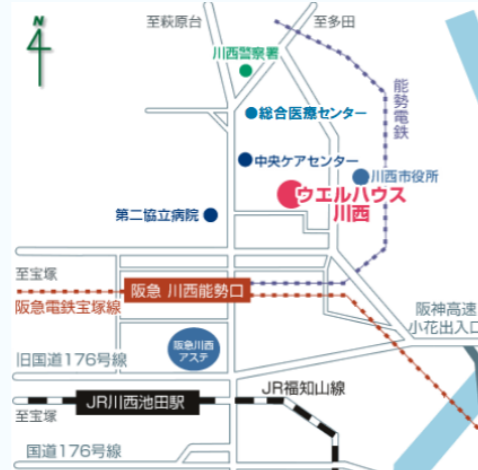 N
至萩原台
至多田
川西警察署
総合医療センター
能勢電鉄
中央ケアセンター
川西市役所
ウエルハウス
川西
第二協立病院
至宝塚
阪急 川西能勢口
阪急電鉄宝塚線
阪神高速
小花出入口
阪急川西
アステ
旧国道176号線
JR福知山線
JR川西池田駅
至宝塚
国道176号線